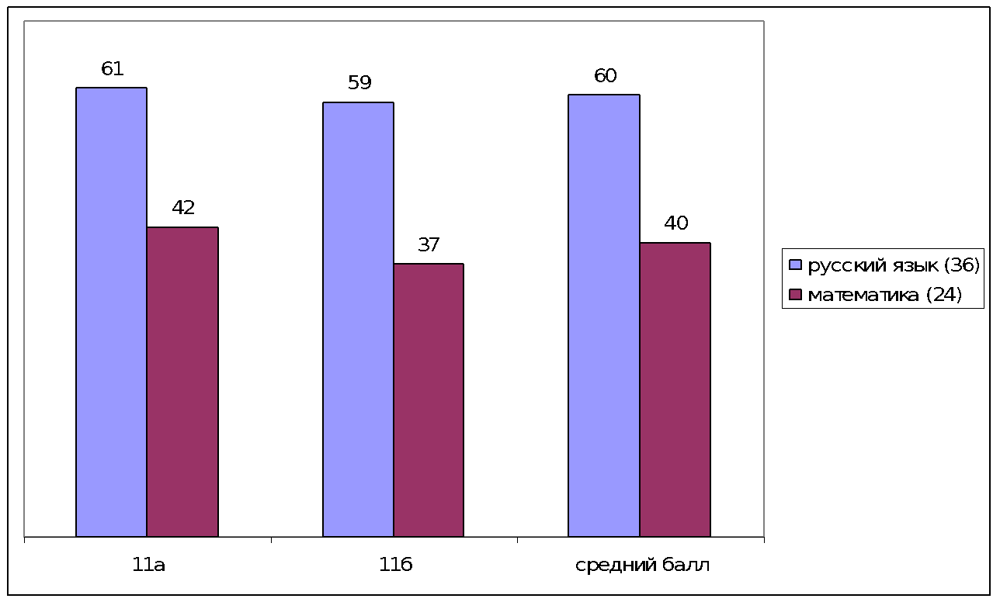 61
59
60
42
37
40
русский язык (36)
математика (24)
11а
11б
средний балл